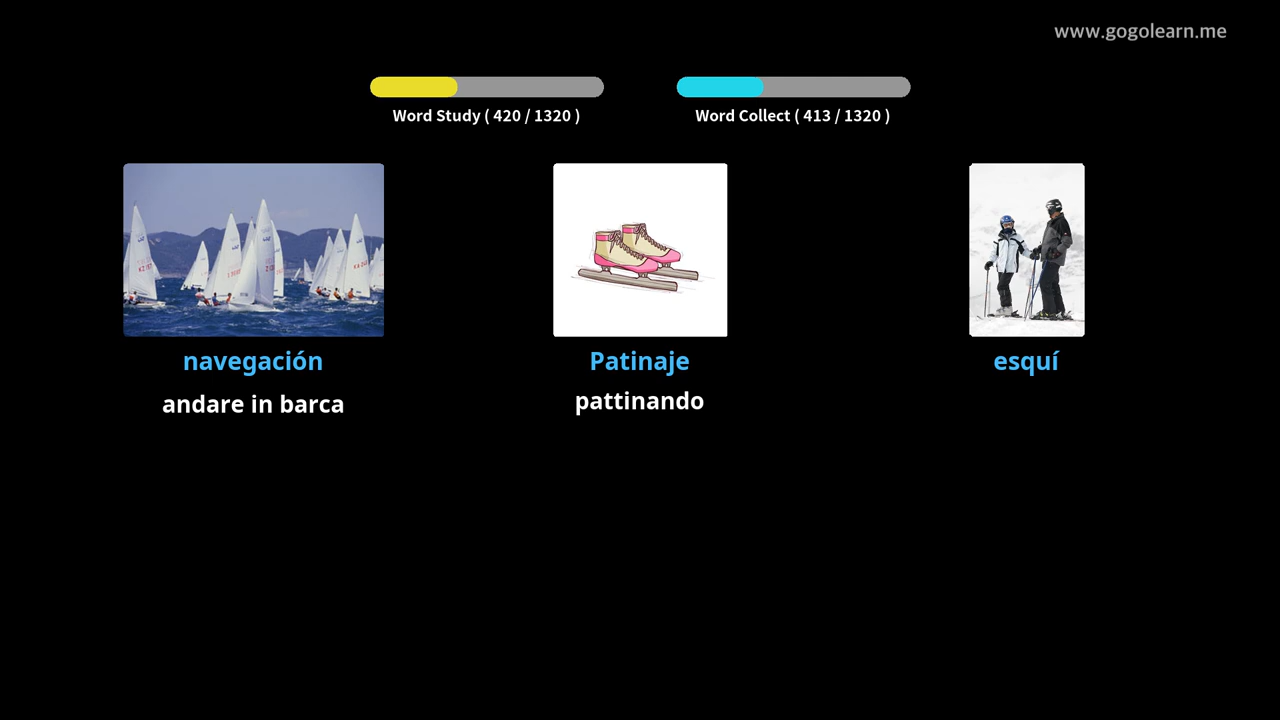 www.gogolearn.me
Word Study ( 420 / 1320 )
Word Collect ( 413 / 1320 )
navegación
Patinaje
esquí
andare in barca
pattinando